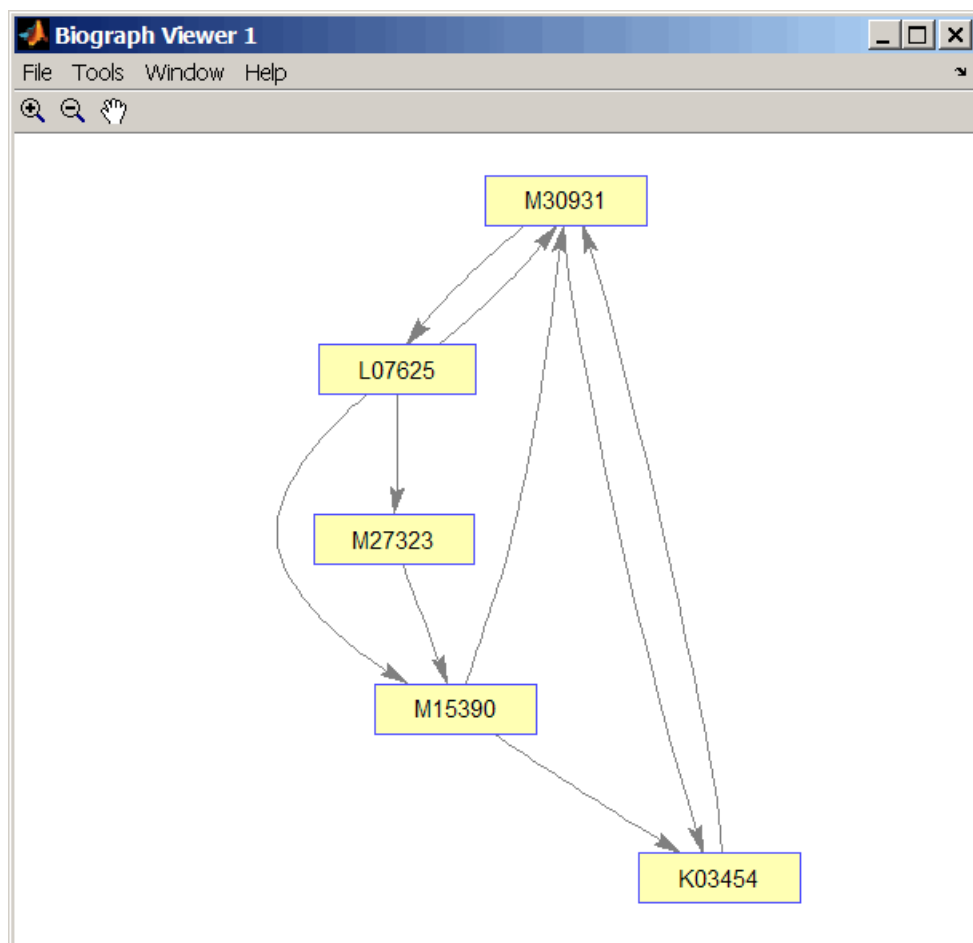 Biograph Viewer 1
File Tools Window Help
M30931
L07625
M27323
M15390
K03454